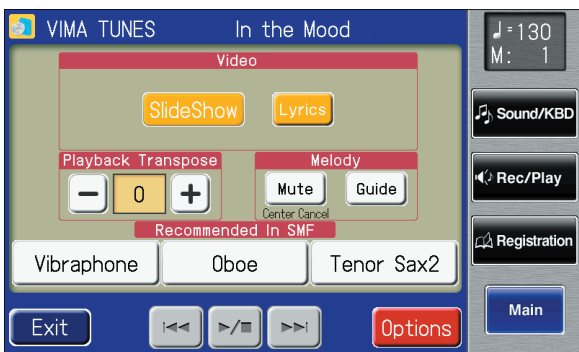 VIMA TUNES In the Mood
♩=130
M: 1
Video
SlideShow Lyrics
Sound/KBD
Playback Transpose Melody
− 0 + Mute Guide
Center Cancel
Rec/Play
Recommended In SMF
Vibraphone Oboe Tenor Sax2
Registration
Exit Options
Main